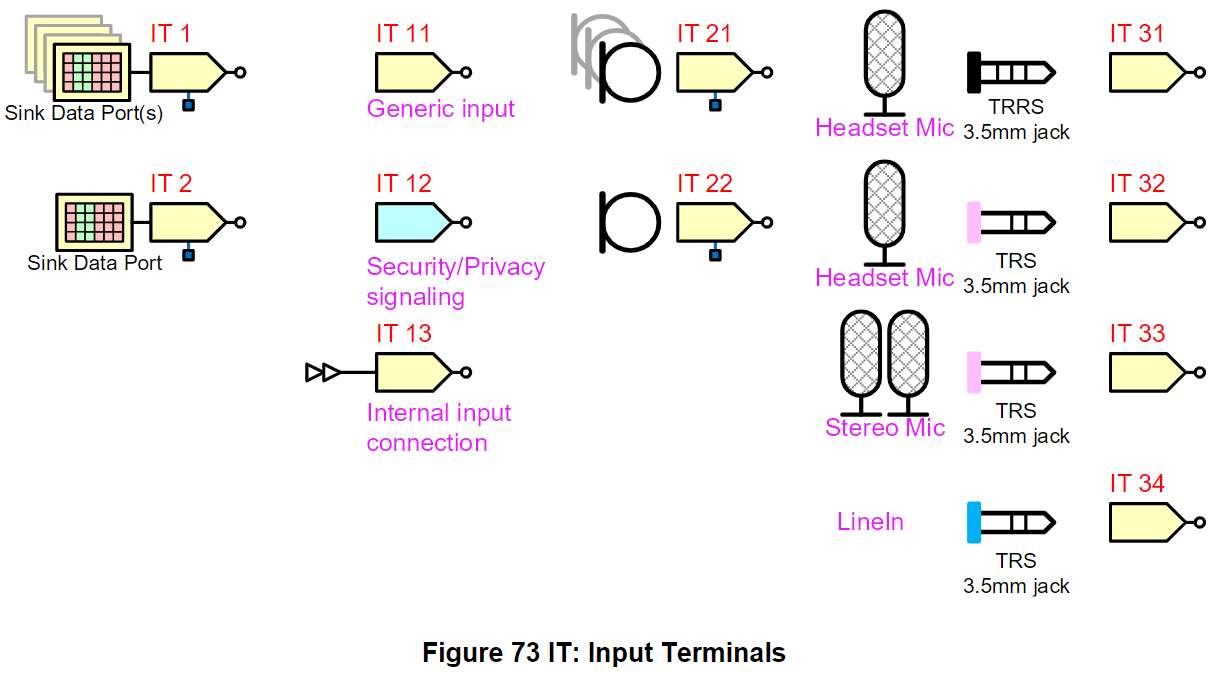 IT 1
IT 11
IT 21
IT 31
Sink Data Port(s)
Generic input
Headset Mic
TRRS
3.5mm jack
IT 2
IT 12
IT 22
IT 32
Sink Data Port
Security/Privacy
signaling
Headset Mic
TRS
3.5mm jack
IT 13
IT 33
Internal input
connection
Stereo Mic
TRS
3.5mm jack
IT 34
LineIn
TRS
3.5mm jack
Figure 73 IT: Input Terminals